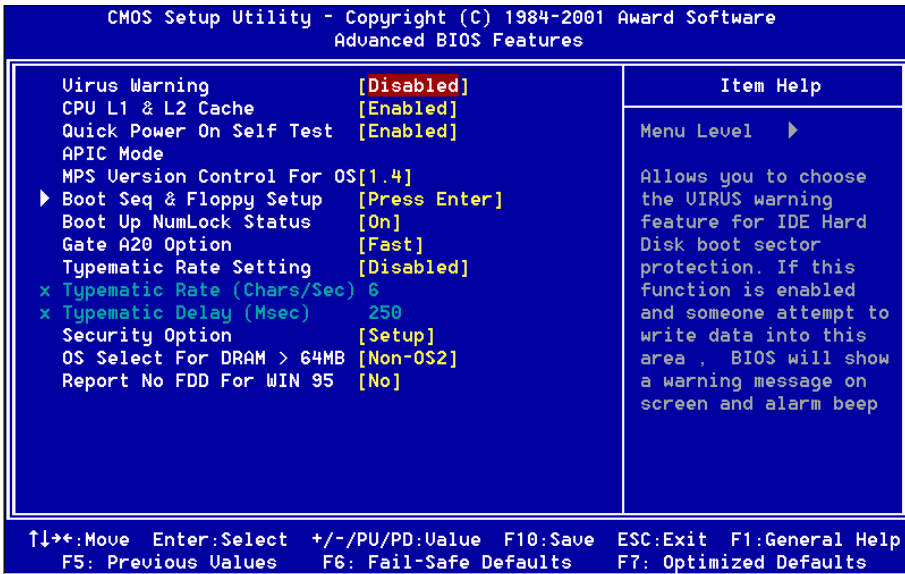 CMOS Setup Utility - Copyright (C) 1984-2001 Award Software
Advanced BIOS Features
Virus Warning [Disabled]
CPU L1 & L2 Cache [Enabled]
Quick Power On Self Test [Enabled]
APIC Mode
MPS Version Control For OS[1.4]
Boot Seq & Floppy Setup [Press Enter]
Boot Up NumLock Status [On]
Gate A20 Option [Fast]
Typematic Rate Setting [Disabled]
x Typematic Rate (Chars/Sec) 6
x Typematic Delay (Msec) 250
Security Option [Setup]
OS Select For DRAM > 64MB [Non-OS2]
Report No FDD For WIN 95 [No]
Item Help
Menu Level
Allows you to choose
the VIRUS warning
feature for IDE Hard
Disk boot sector
protection. If this
function is enabled
and someone attempt to
write data into this
area , BIOS will show
a warning message on
screen and alarm beep
↑↓→←:Move Enter:Select +/-/PU/PD:Value F10:Save ESC:Exit F1:General Help
F5: Previous Values F6: Fail-Safe Defaults F7: Optimized Defaults